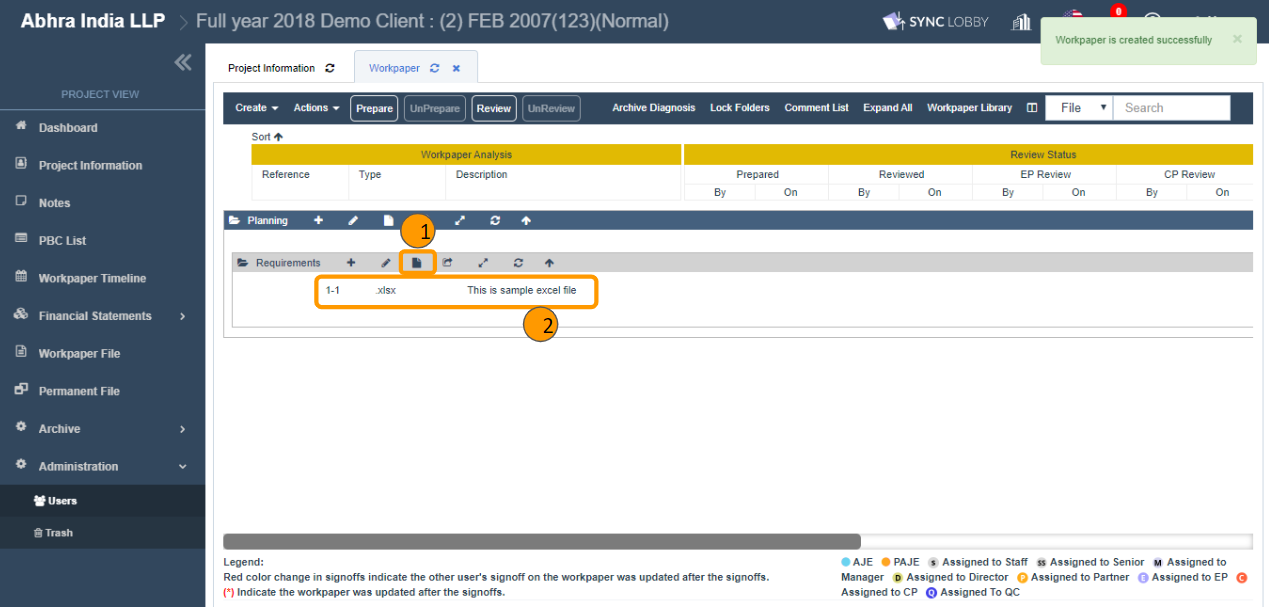 Abhra India LLP > Full year 2018 Demo Client : (2) FEB 2007(123)(Normal)
SYNC LOBBY
0
Workpaper is created successfully ×
PROJECT VIEW
Dashboard
Project Information
Notes
PBC List
Workpaper Timeline
Financial Statements
Workpaper File
Permanent File
Archive
Administration
Users
Trash
Project Information
Workpaper
Create Actions Prepare UnPrepare Review UnReview Archive Diagnosis Lock Folders Comment List Expand All Workpaper Library File Search
Sort
Workpaper Analysis Review Status
Reference Type Description Prepared Reviewed EP Review CP Review
By On By On By On By On
Planning
1
Requirements
1-1 .xlsx This is sample excel file
2
Legend:
Red color change in signoffs indicate the other user's signoff on the workpaper was updated after the signoffs.
(*) Indicate the workpaper was updated after the signoffs.
AJE PAJE S Assigned to Staff SS Assigned to Senior M Assigned to
Manager D Assigned to Director P Assigned to Partner E Assigned to EP C
Assigned to CP Q Assigned To QC